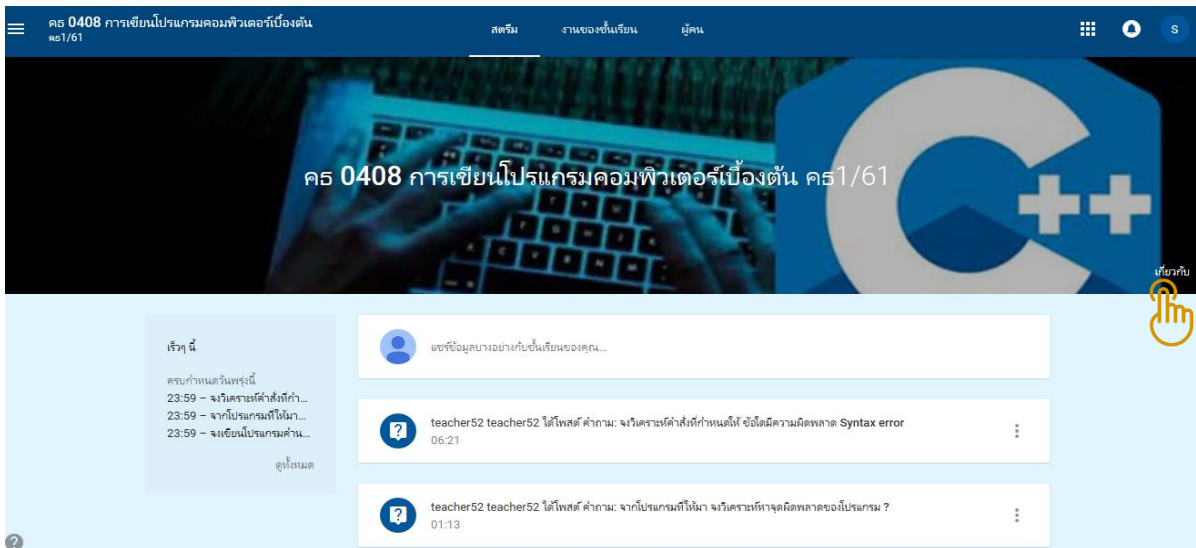 คธ 0408 การเขียนโปรแกรมคอมพิวเตอร์เบื้องต้น
คธ1/61
สตรีม
งานของชั้นเรียน
ผู้คน
S
คธ 0408 การเขียนโปรแกรมคอมพิวเตอร์เบื้องต้น คธ1/61
C++
เกี่ยวกับ
เร็วๆ นี้
ครบกำหนดวันพรุ่งนี้
23:59 – จงวิเคราะห์คำสั่งที่กำ...
23:59 – จากโปรแกรมที่ให้มา...
23:59 – จงเขียนโปรแกรมคำน...
ดูทั้งหมด
แชร์ข้อมูลบางอย่างกับชั้นเรียนของคุณ...
teacher52 teacher52 ได้โพสต์ คำถาม: จงวิเคราะห์คำสั่งที่กำหนดให้ ข้อใดมีความผิดพลาด Syntax error
06:21
teacher52 teacher52 ได้โพสต์ คำถาม: จากโปรแกรมที่ให้มา จงวิเคราะห์หาจุดผิดพลาดของโปรแกรม ?
01:13